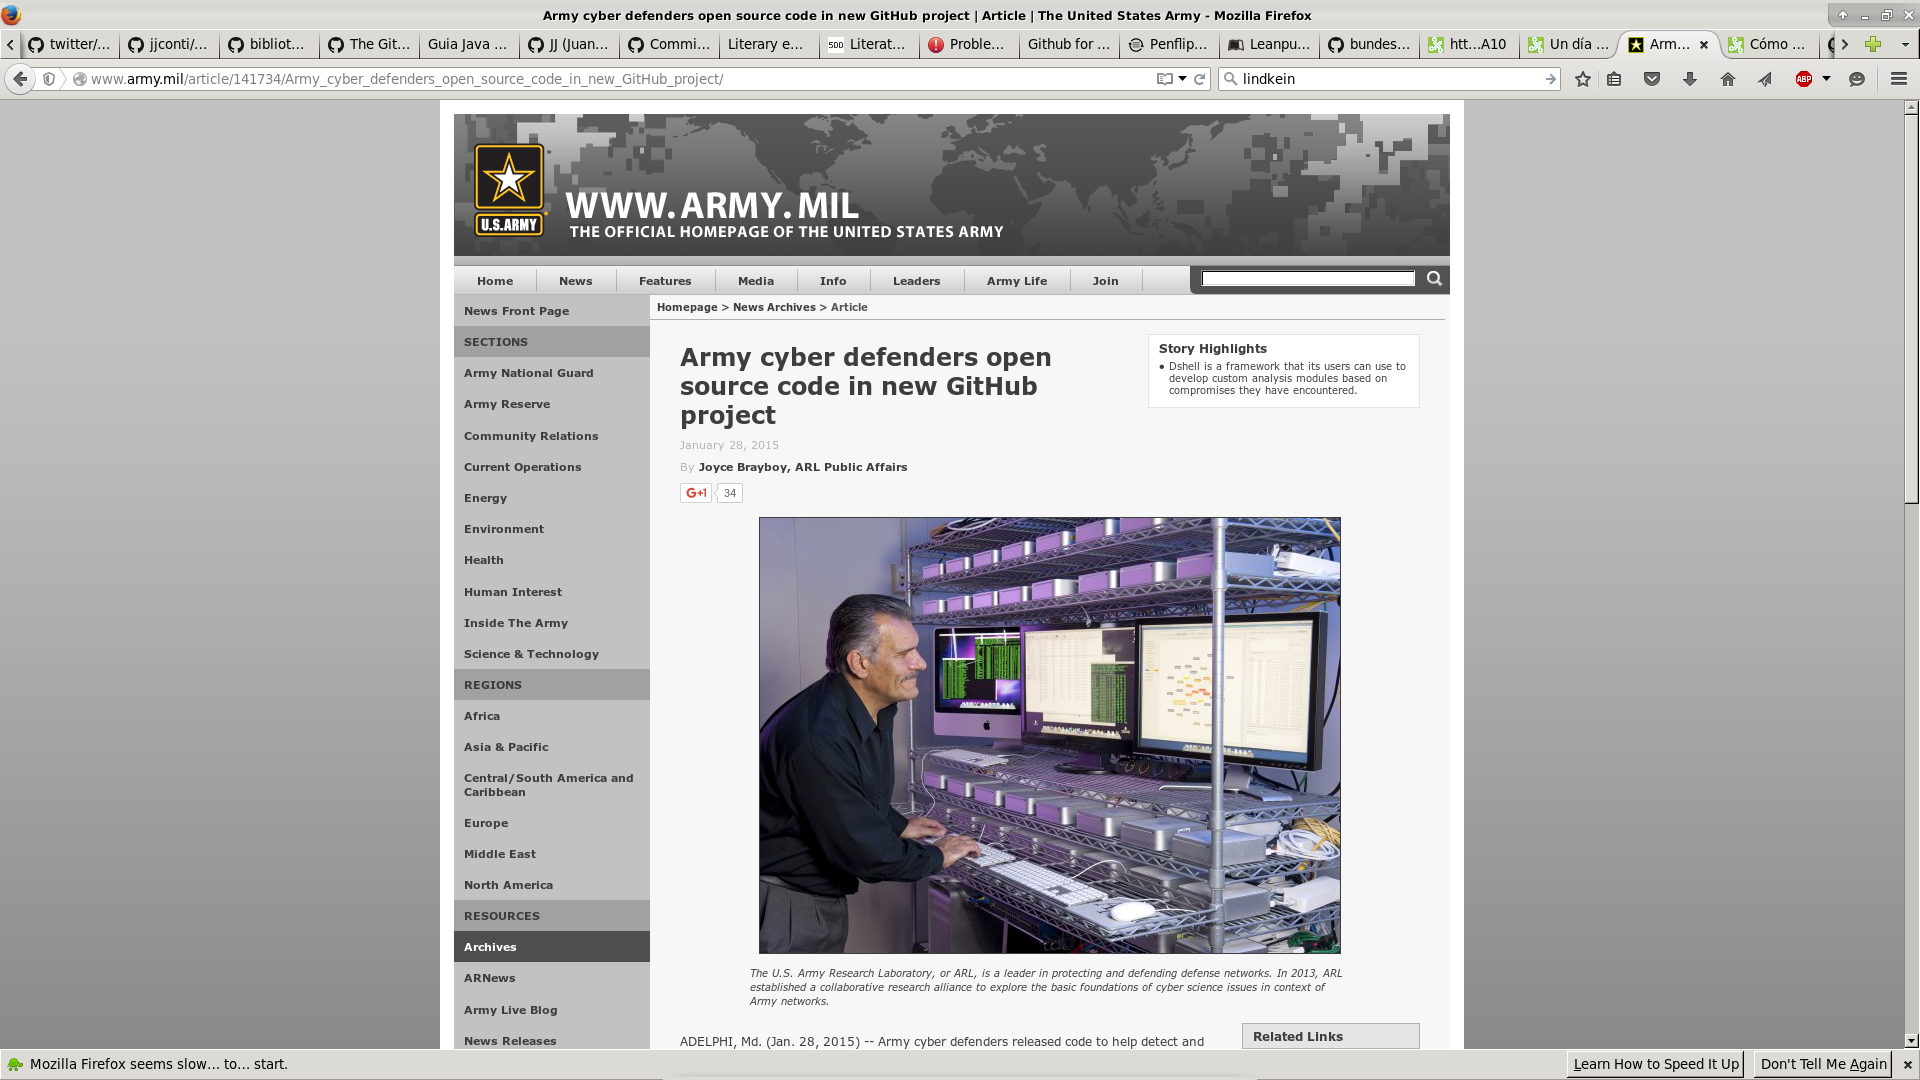 Army cyber defenders open source code in new GitHub project | Article | The United States Army - Mozilla Firefox
twitter/... jjconti/... bibliot... The Git... Guia Java ... JJ (Juan... Commi... Literary e... 500 Literat... Proble... Github for ... Penflip... Leanpu... bundes... htt...A10 Un día ... Arm... Cómo ...
www.army.mil/article/141734/Army_cyber_defenders_open_source_code_in_new_GitHub_project/ lindkein ABP
U.S.ARMY
WWW.ARMY.MIL
THE OFFICIAL HOMEPAGE OF THE UNITED STATES ARMY
Home News Features Media Info Leaders Army Life Join
News Front Page
SECTIONS
Army National Guard
Army Reserve
Community Relations
Current Operations
Energy
Environment
Health
Human Interest
Inside The Army
Science & Technology
REGIONS
Africa
Asia & Pacific
Central/South America and
Caribbean
Europe
Middle East
North America
RESOURCES
Archives
ARNews
Army Live Blog
News Releases
Homepage > News Archives > Article
Army cyber defenders open
source code in new GitHub
project
January 28, 2015
By Joyce Brayboy, ARL Public Affairs
G+1 34
Story Highlights
• Dshell is a framework that its users can use to
develop custom analysis modules based on
compromises they have encountered.
The U.S. Army Research Laboratory, or ARL, is a leader in protecting and defending defense networks. In 2013, ARL
established a collaborative research alliance to explore the basic foundations of cyber science issues in context of
Army networks.
ADELPHI, Md. (Jan. 28, 2015) -- Army cyber defenders released code to help detect and
Related Links
Mozilla Firefox seems slow... to... start.
Learn How to Speed It Up Don't Tell Me Again